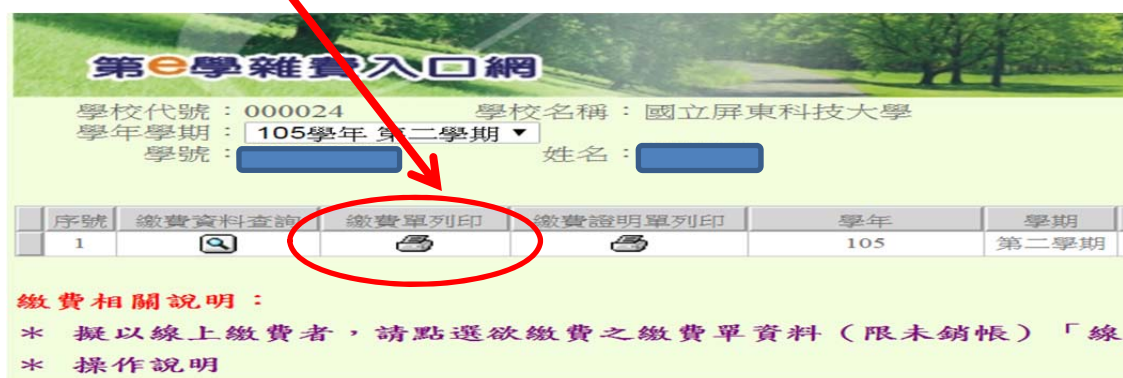 第e學雜費入口網
學校代號：000024 學校名稱：國立屏東科技大學
學年學期：105學年 第二學期 ▼
學號： 姓名：
序號 繳費資料查詢 繳費單列印 繳費證明單列印 學年 學期
1 105 第二學期
繳費相關說明：
* 擬以線上繳費者，請點選欲繳費之繳費單資料（限未銷帳）「線
* 操作說明